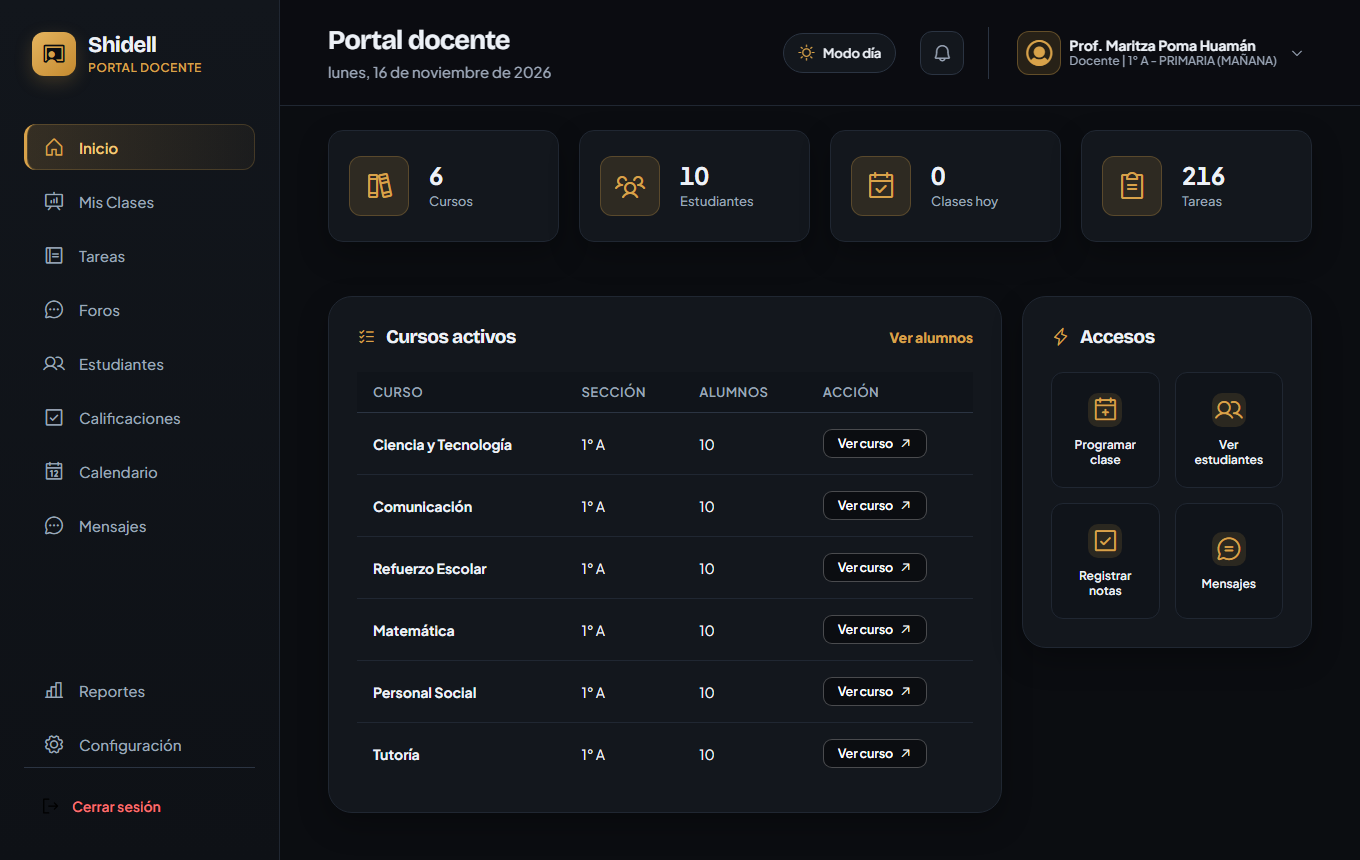 Shidell
PORTAL DOCENTE
Inicio
Mis Clases
Tareas
Foros
Estudiantes
Calificaciones
12
Calendario
Mensajes
Reportes
Configuración
Cerrar sesión
Portal docente
lunes, 16 de noviembre de 2026
Modo día
Prof. Maritza Poma Huamán
Docente | 1° A - PRIMARIA (MAÑANA)
6
Cursos
10
Estudiantes
0
Clases hoy
216
Tareas
Cursos activos
Ver alumnos
CURSO SECCIÓN ALUMNOS ACCIÓN
Ciencia y Tecnología 1° A 10 Ver curso
Comunicación 1° A 10 Ver curso
Refuerzo Escolar 1° A 10 Ver curso
Matemática 1° A 10 Ver curso
Personal Social 1° A 10 Ver curso
Tutoría 1° A 10 Ver curso
Accesos
Programar
clase
Ver
estudiantes
Registrar
notas
Mensajes